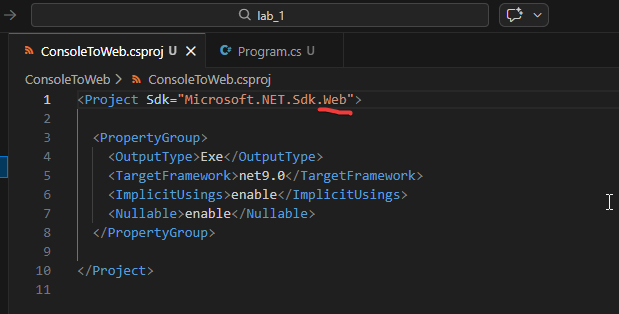 lab_1
ConsoleToWeb.csproj U
Program.cs U
ConsoleToWeb > ConsoleToWeb.csproj
1 <Project Sdk="Microsoft.NET.Sdk.Web">
2
3 <PropertyGroup>
4 <OutputType>Exe</OutputType>
5 <TargetFramework>net9.0</TargetFramework>
6 <ImplicitUsings>enable</ImplicitUsings>
7 <Nullable>enable</Nullable>
8 </PropertyGroup>
9
10 </Project>
11